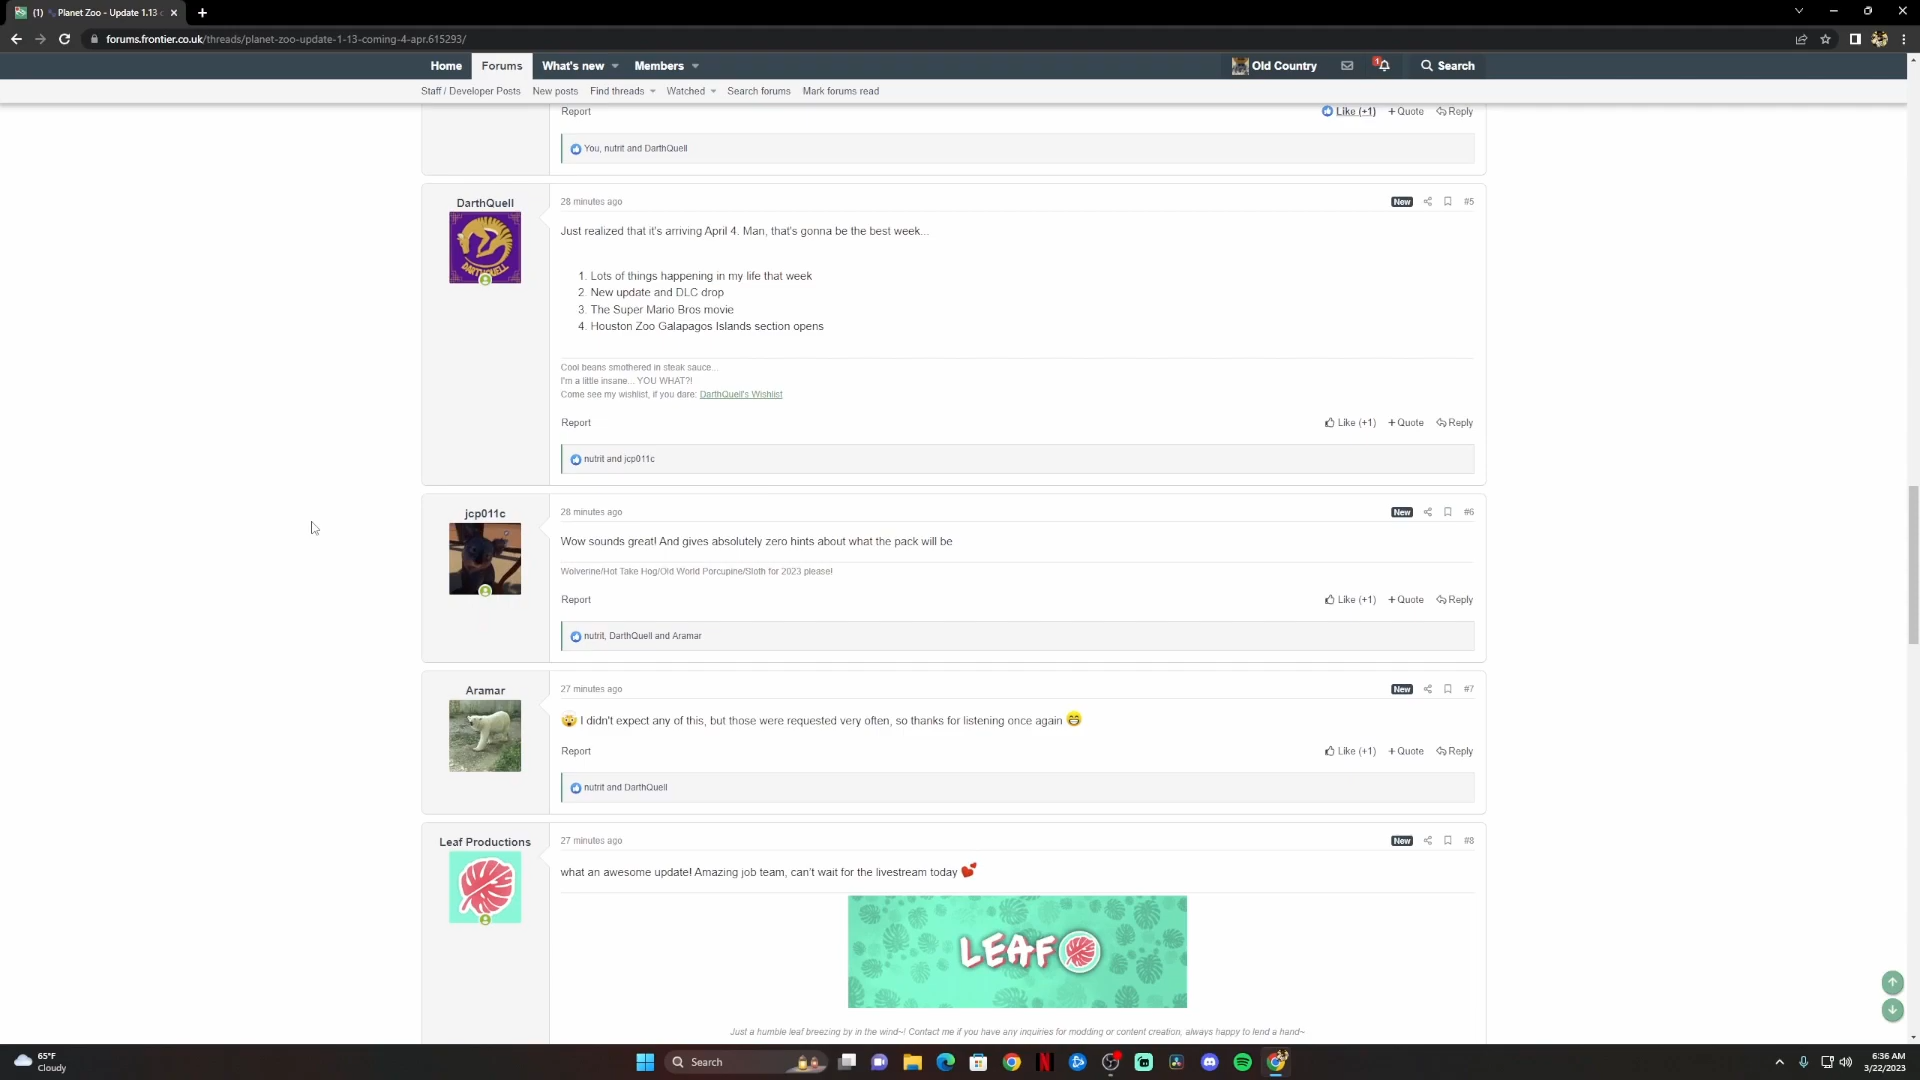 (1) Planet Zoo - Update 1.13 c
forums.frontier.co.uk/threads/planet-zoo-update-1-13-coming-4-apr.615293/
Home Forums What's new Members Old Country 1 Search
Staff / Developer Posts New posts Find threads Watched Search forums Mark forums read
Report Like (+1) + Quote Reply
You, nutrit and DarthQuell
DarthQuell
DARTHQUELL
28 minutes ago New #5
Just realized that it's arriving April 4. Man, that's gonna be the best week...
1. Lots of things happening in my life that week
2. New update and DLC drop
3. The Super Mario Bros movie
4. Houston Zoo Galapagos Islands section opens
Cool beans smothered in steak sauce...
I'm a little insane... YOU WHAT?!
Come see my wishlist, if you dare: DarthQuell's Wishlist
Report Like (+1) + Quote Reply
nutrit and jcp011c
jcp011c
28 minutes ago New #6
Wow sounds great! And gives absolutely zero hints about what the pack will be
Wolverine/Hot Take Hog/Old World Porcupine/Sloth for 2023 please!
Report Like (+1) + Quote Reply
nutrit, DarthQuell and Aramar
Aramar
27 minutes ago New #7
I didn't expect any of this, but those were requested very often, so thanks for listening once again
Report Like (+1) + Quote Reply
nutrit and DarthQuell
Leaf Productions
27 minutes ago New #8
what an awesome update! Amazing job team, can't wait for the livestream today
LEAF
Just a humble leaf breezing by in the wind~! Contact me if you have any inquiries for modding or content creation, always happy to lend a hand~
65°F
Cloudy
Search
6:36 AM
3/22/2023